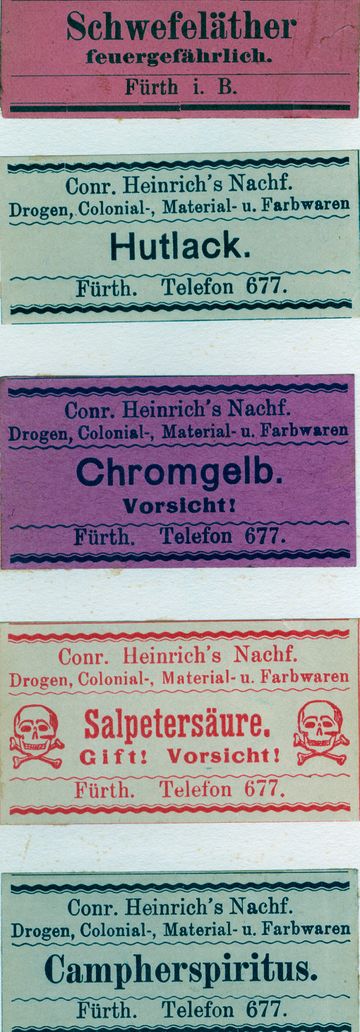 Schwefeläther
feuergefährlich.
Fürth i. B.
Conr. Heinrich's Nachf.
Drogen, Colonial-, Material- u. Farbwaren
Hutlack.
Fürth. Telefon 677.
Conr. Heinrich's Nachf.
Drogen, Colonial-, Material- u. Farbwaren
Chromgelb.
Vorsicht!
Fürth. Telefon 677.
Conr. Heinrich's Nachf.
Drogen, Colonial-, Material- u. Farbwaren
Salpetersäure.
Gift! Vorsicht!
Fürth. Telefon 677.
Conr. Heinrich's Nachf.
Drogen, Colonial-, Material- u. Farbwaren
Campherspiritus.
Fürth. Telefon 677.